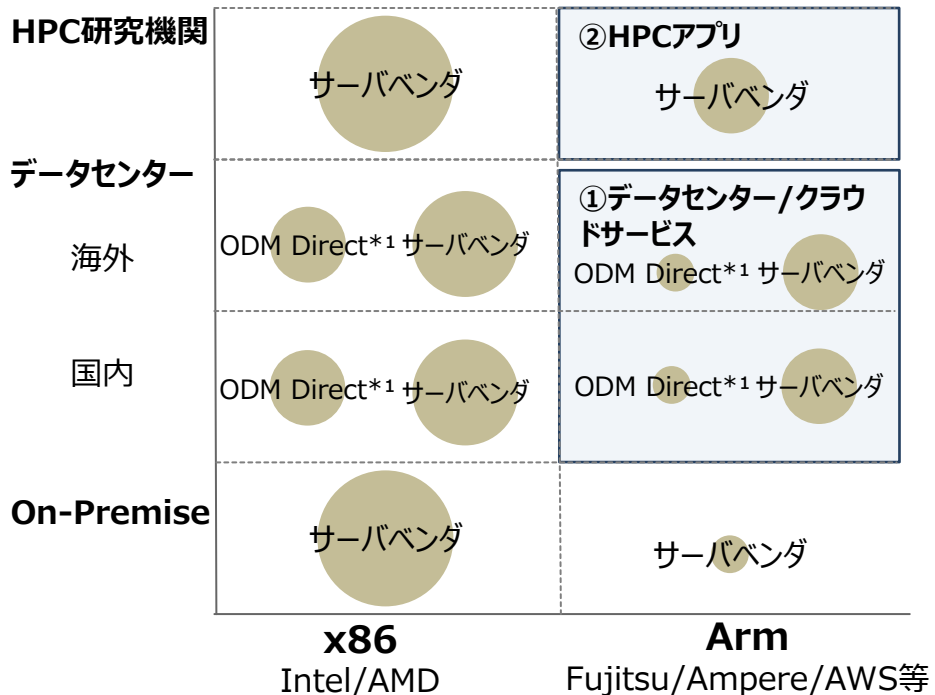 HPC研究機関
サーバベンダ
②HPCアプリ
サーバベンダ
データセンター
海外
ODM Direct*1 サーバベンダ
①データセンター/クラウ
ドサービス
ODM Direct*1 サーバベンダ
国内
ODM Direct*1 サーバベンダ
ODM Direct*1 サーバベンダ
On-Premise
サーバベンダ
サーバベンダ
x86
Intel/AMD
Arm
Fujitsu/Ampere/AWS等